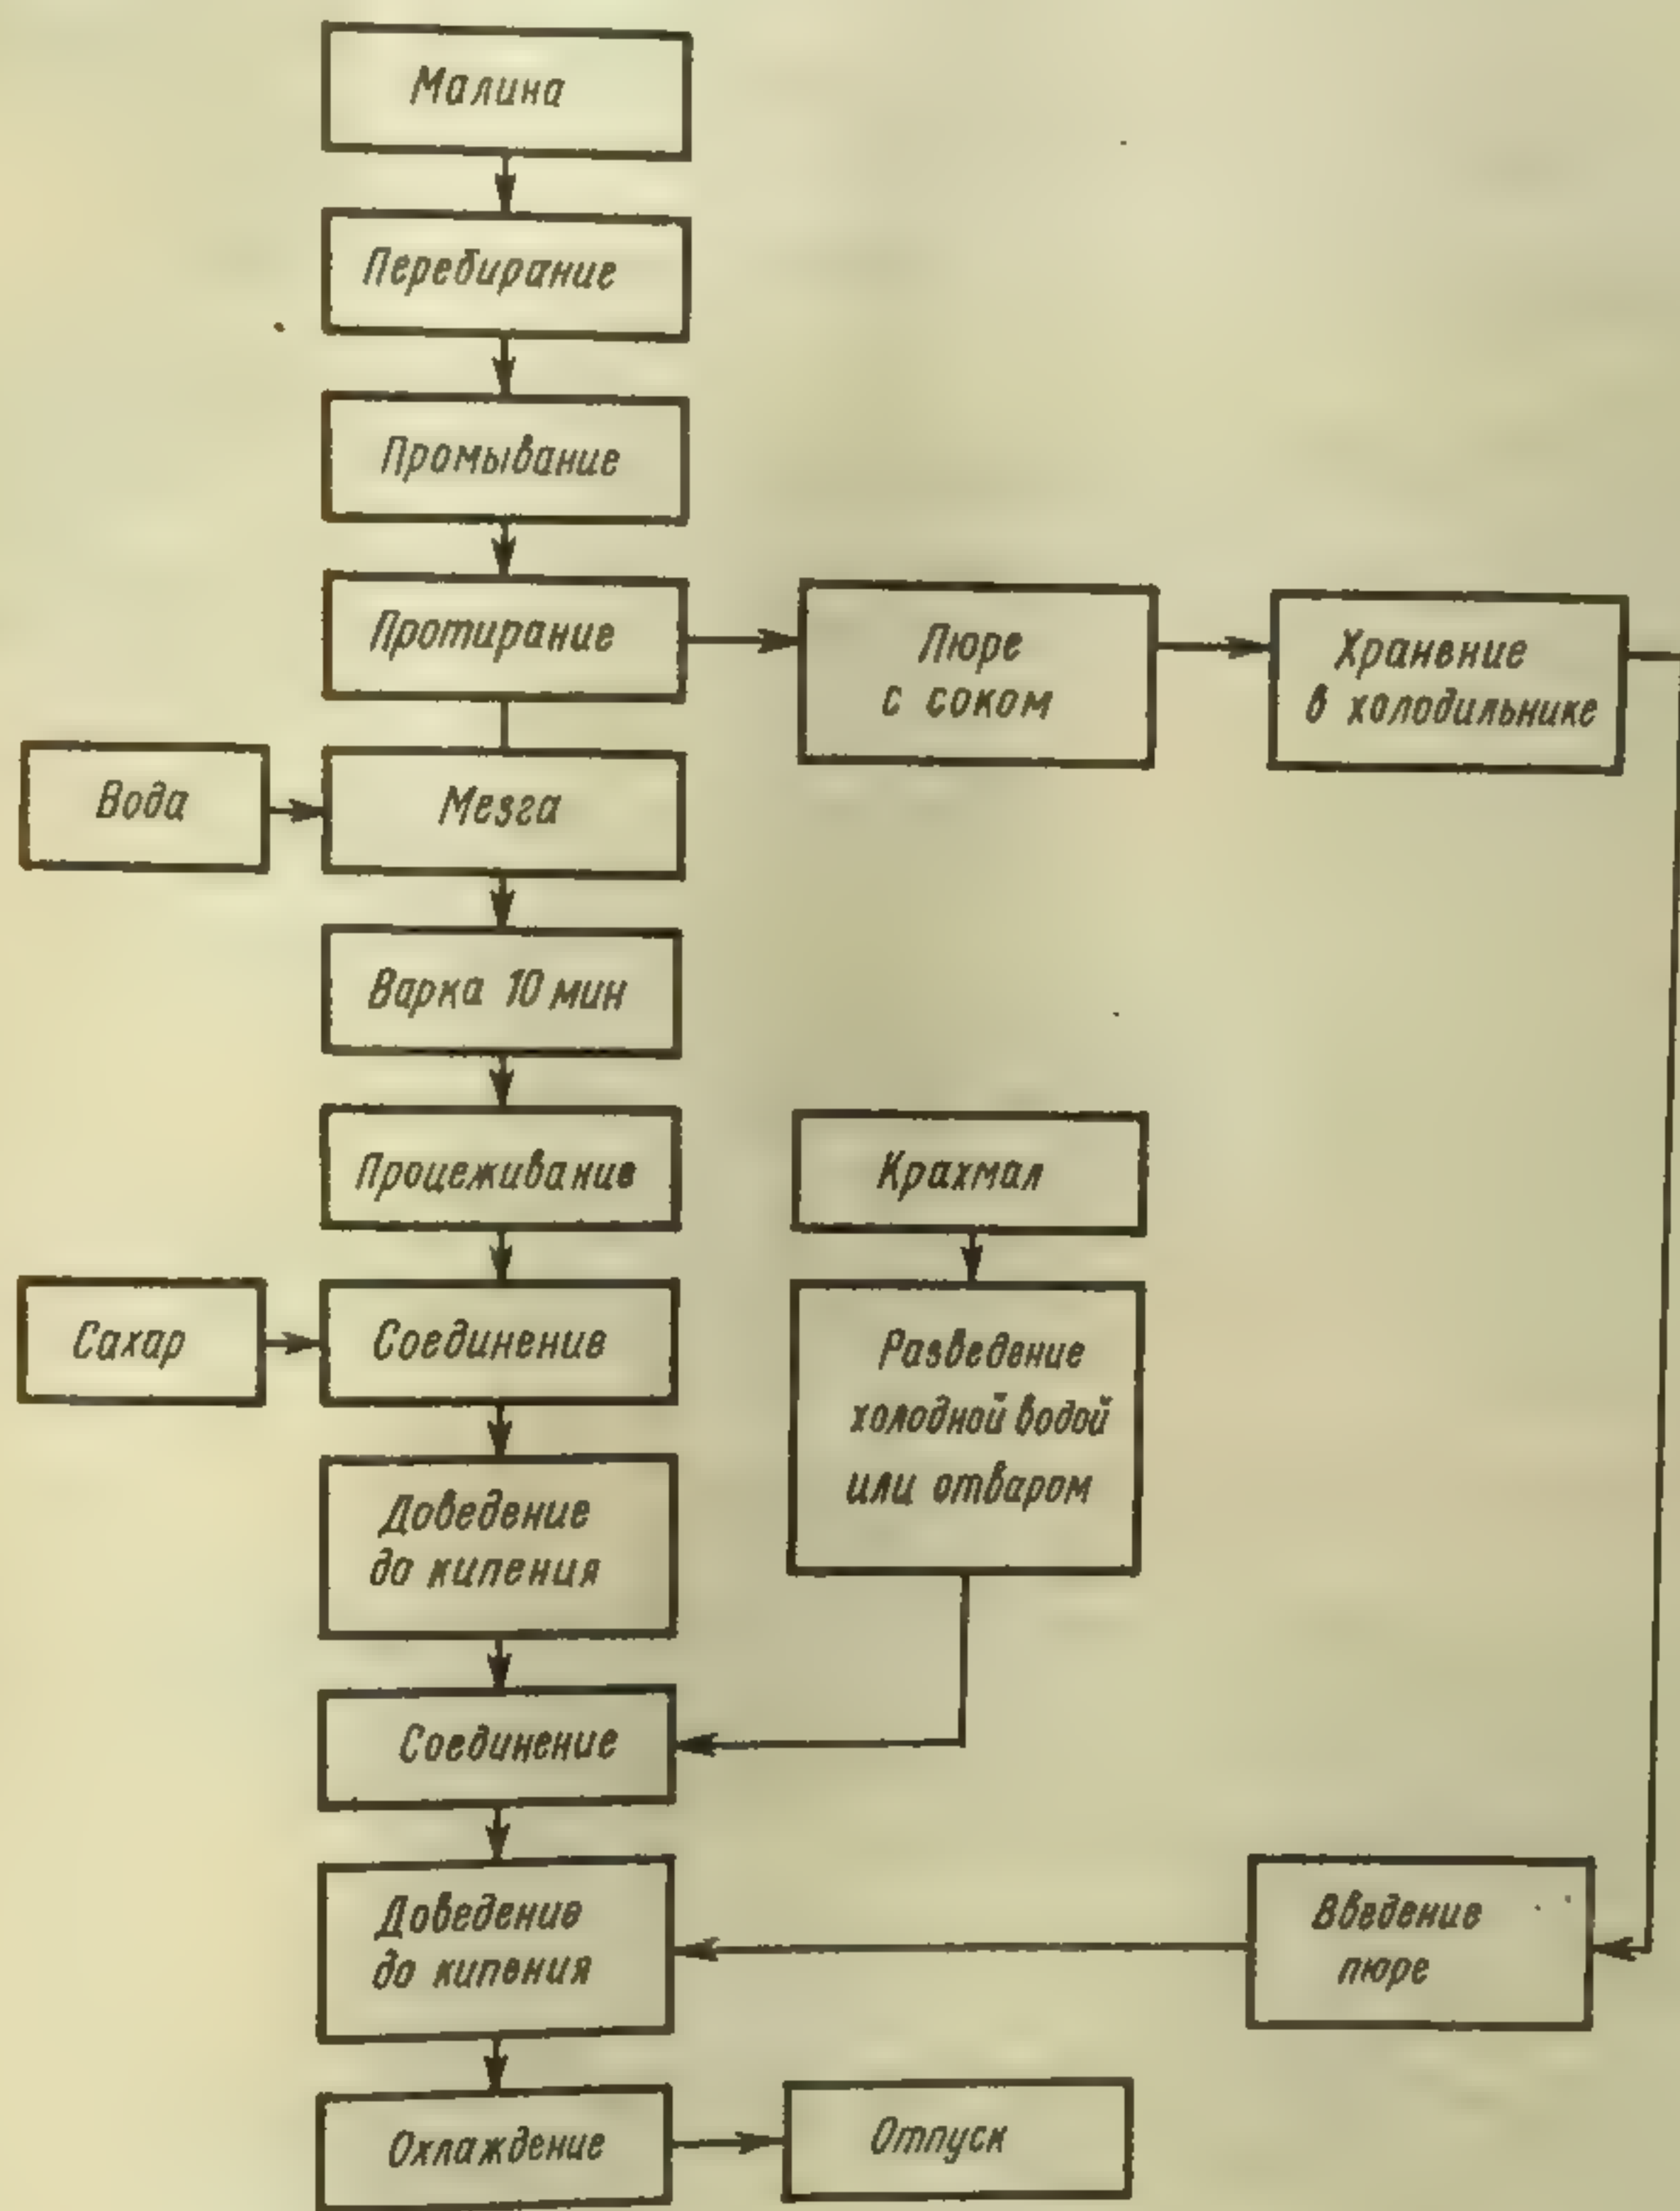 Малина
Перебирание
Промывание
Протирание
Пюре
с соком
Хранение
в холодильнике
Вода
Мезга
Варка 10 мин
Процеживание
Крахмал
Сахар
Соединение
Разведение
холодной водой
или отваром
Доведение
до кипения
Соединение
Доведение
до кипения
Введение
пюре
Охлаждение
Отпуск